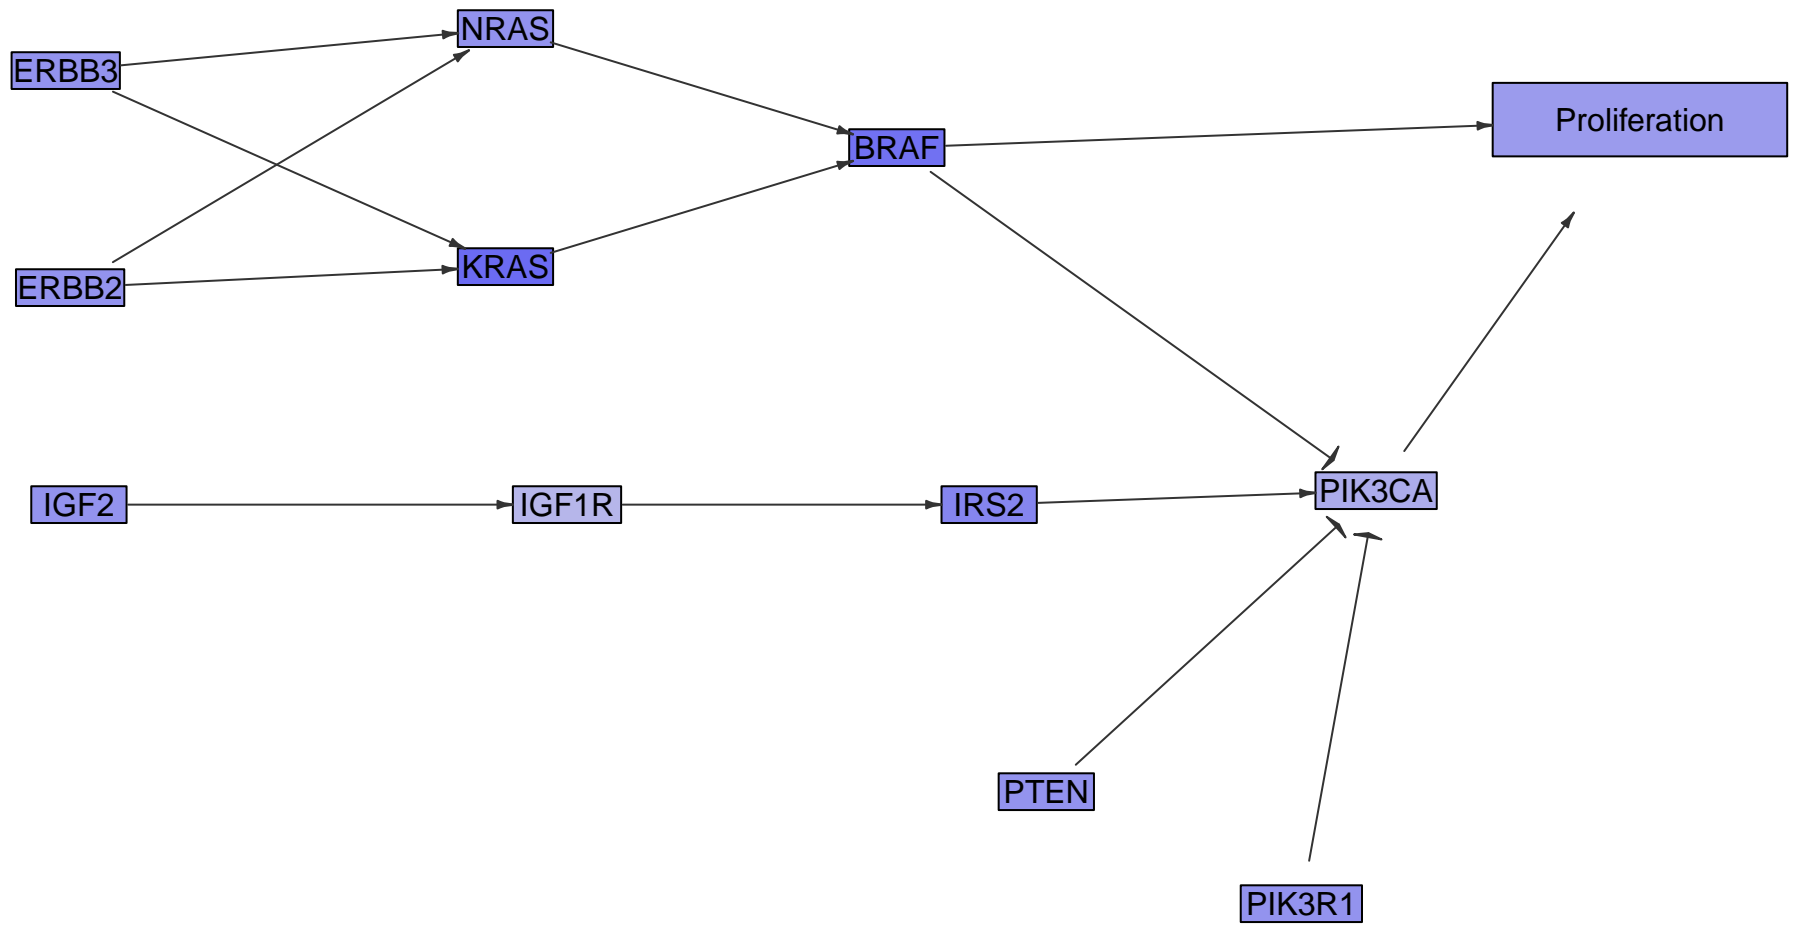 NRAS
ERBB3
Proliferation
BRAF
KRAS
ERBB2
PIK3CA
IGF2
IGF1R
IRS2
PTEN
PIK3R1